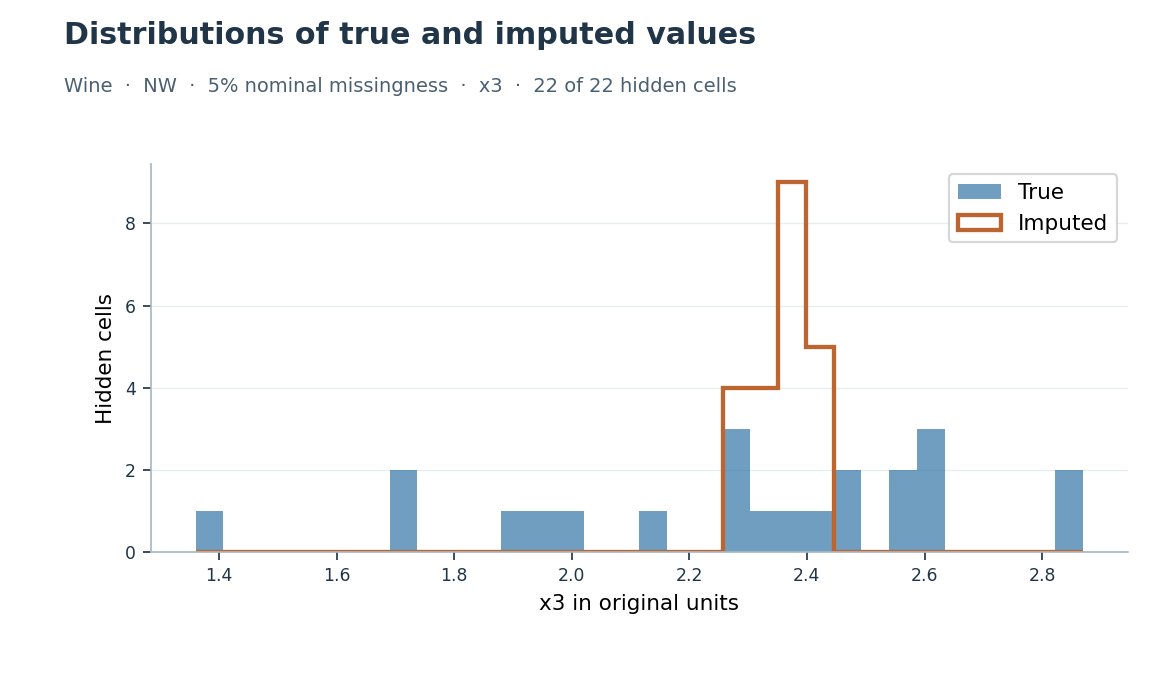 Distributions of true and imputed values
Wine · NW · 5% nominal missingness · x3 · 22 of 22 hidden cells
True
Imputed
Hidden cells
8
6
4
2
0
1.4 1.6 1.8 2.0 2.2 2.4 2.6 2.8
x3 in original units